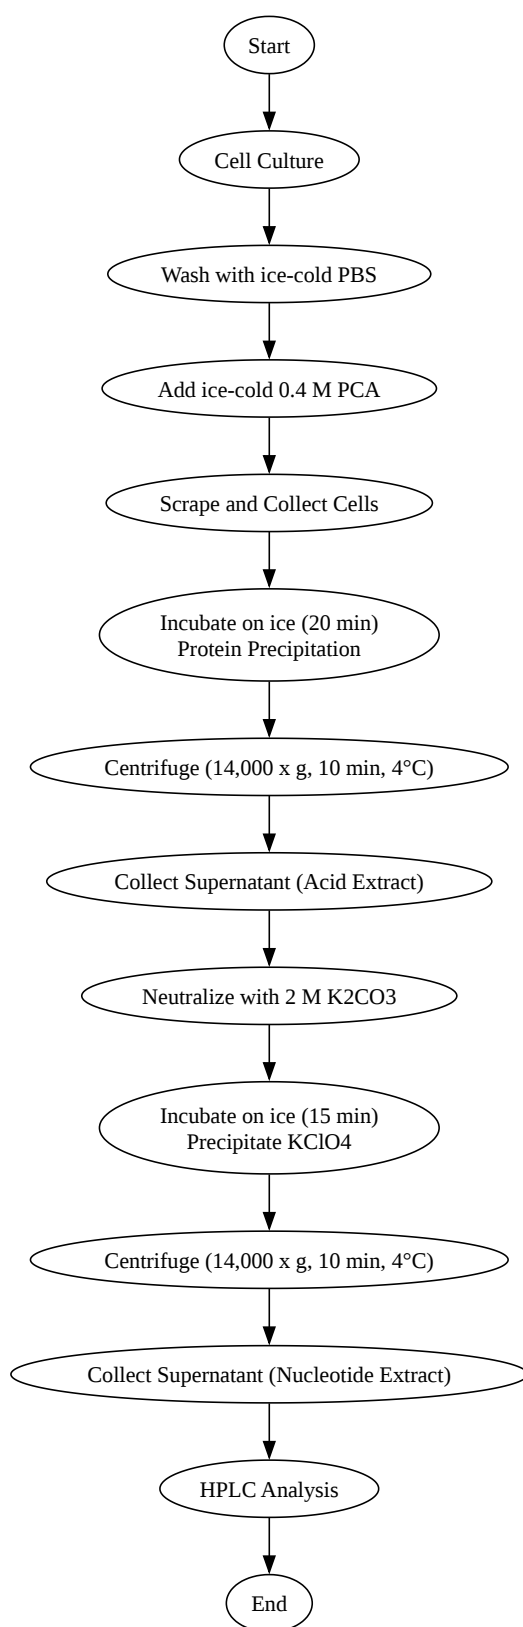 Start
Cell Culture
Wash with ice-cold PBS
Add ice-cold 0.4 M PCA
Scrape and Collect Cells
Incubate on ice (20 min)
Protein Precipitation
Centrifuge (14,000 x g, 10 min, 4°C)
Collect Supernatant (Acid Extract)
Neutralize with 2 M K2CO3
Incubate on ice (15 min)
Precipitate KClO4
Centrifuge (14,000 x g, 10 min, 4°C)
Collect Supernatant (Nucleotide Extract)
HPLC Analysis
End